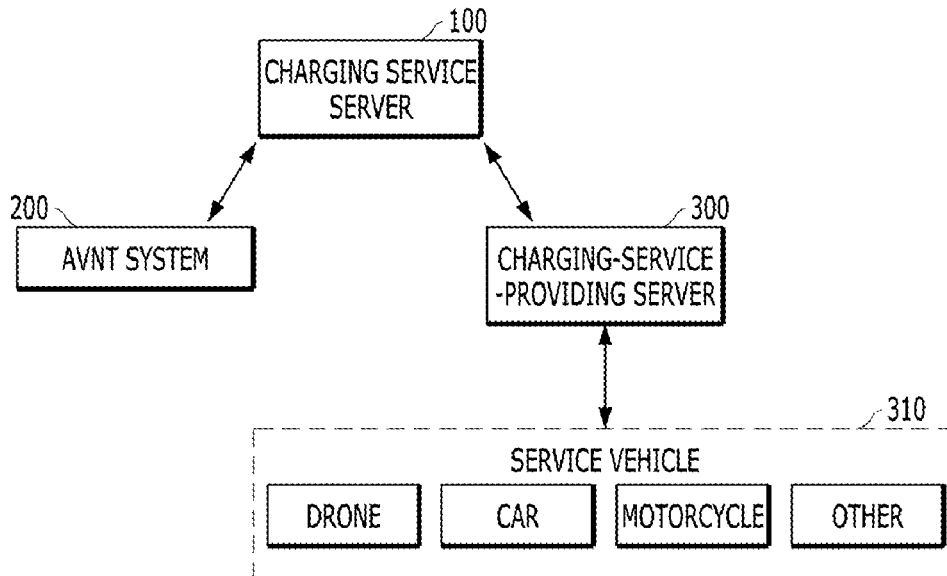 100
CHARGING SERVICE
SERVER
200
AVNT SYSTEM
300
CHARGING-SERVICE
-PROVIDING SERVER
310
SERVICE VEHICLE
DRONE
CAR
MOTORCYCLE
OTHER